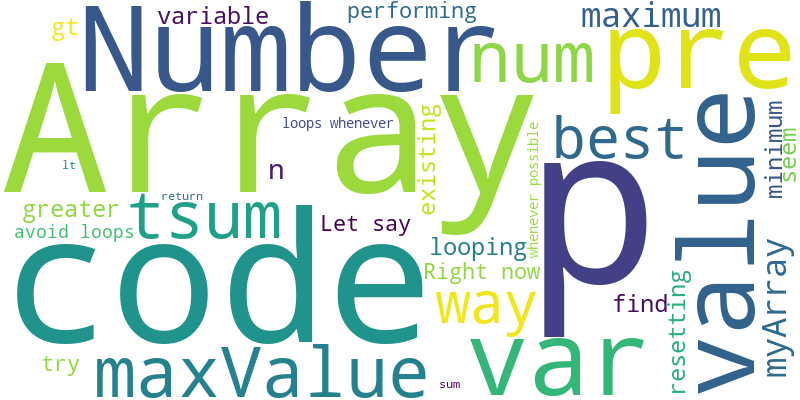 gt
variable
performing
maximum
Number
num
pre
Array
loops whenever
existing
whenever possible
best
value
minimum
seem
lt
n
return
greater
tsum
Let say
avoid loops
code
looping
Right now
p
way
find
resetting
myArray
try
maxValue
sum
var